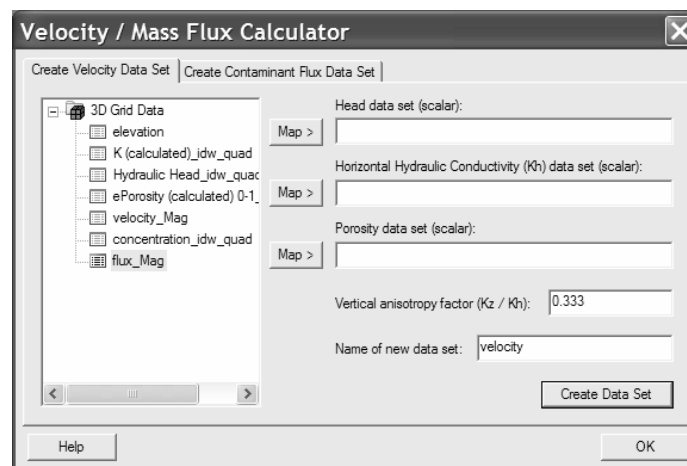 Velocity / Mass Flux Calculator
Create Velocity Data Set Create Contaminant Flux Data Set
3D Grid Data
elevation
K (calculated)_idw_quad
Hydraulic Head_idw_quac
ePorosity (calculated) 0-1_
velocity_Mag
concentration_idw_quad
flux_Mag
Head data set (scalar):
Map >
Horizontal Hydraulic Conductivity (Kh) data set (scalar):
Map >
Porosity data set (scalar):
Map >
Vertical anisotropy factor (Kz / Kh): 0.333
Name of new data set: velocity
Create Data Set
Help OK